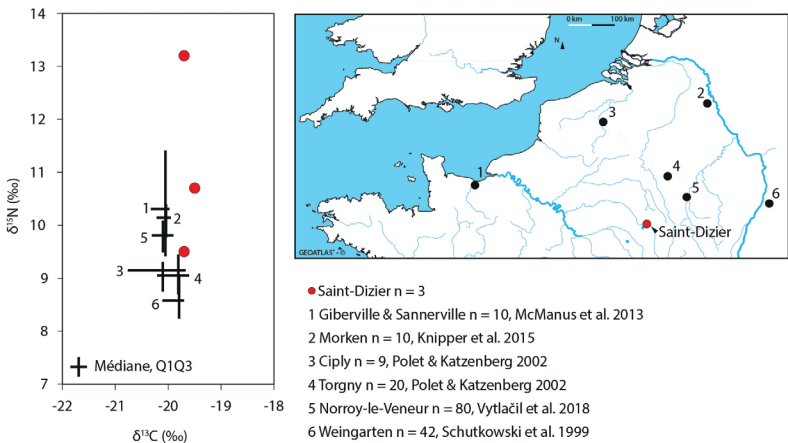 14
13
12
11
10
9
8
7
δ¹⁵N (‰)
1
2
5
3
4
6
Médiane, Q1Q3
-22
-21
-20
-19
-18
δ¹³C (‰)
0 km 100 km
N
1
2
3
4
5
6
Saint-Dizier
GEOATLAS® - ©
Saint-Dizier n = 3
1 Giberville & Sannerville n = 10, McManus et al. 2013
2 Morken n = 10, Knipper et al. 2015
3 Ciply n = 9, Polet & Katzenberg 2002
4 Torgny n = 20, Polet & Katzenberg 2002
5 Norroy-le-Veneur n = 80, Vytlačil et al. 2018
6 Weingarten n = 42, Schutkowski et al. 1999